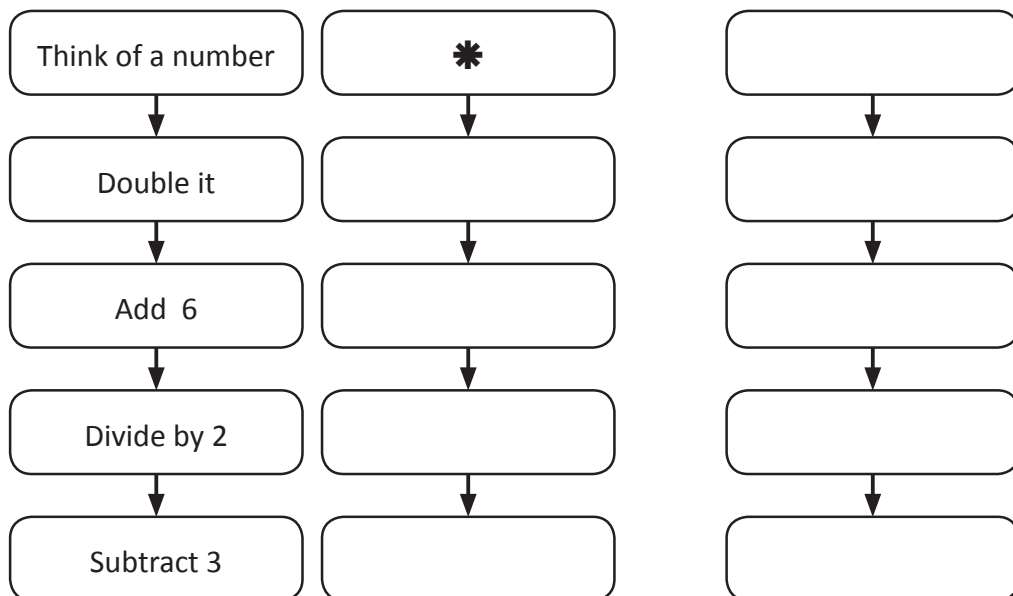 Think of a number
Double it
Add 6
Divide by 2
Subtract 3